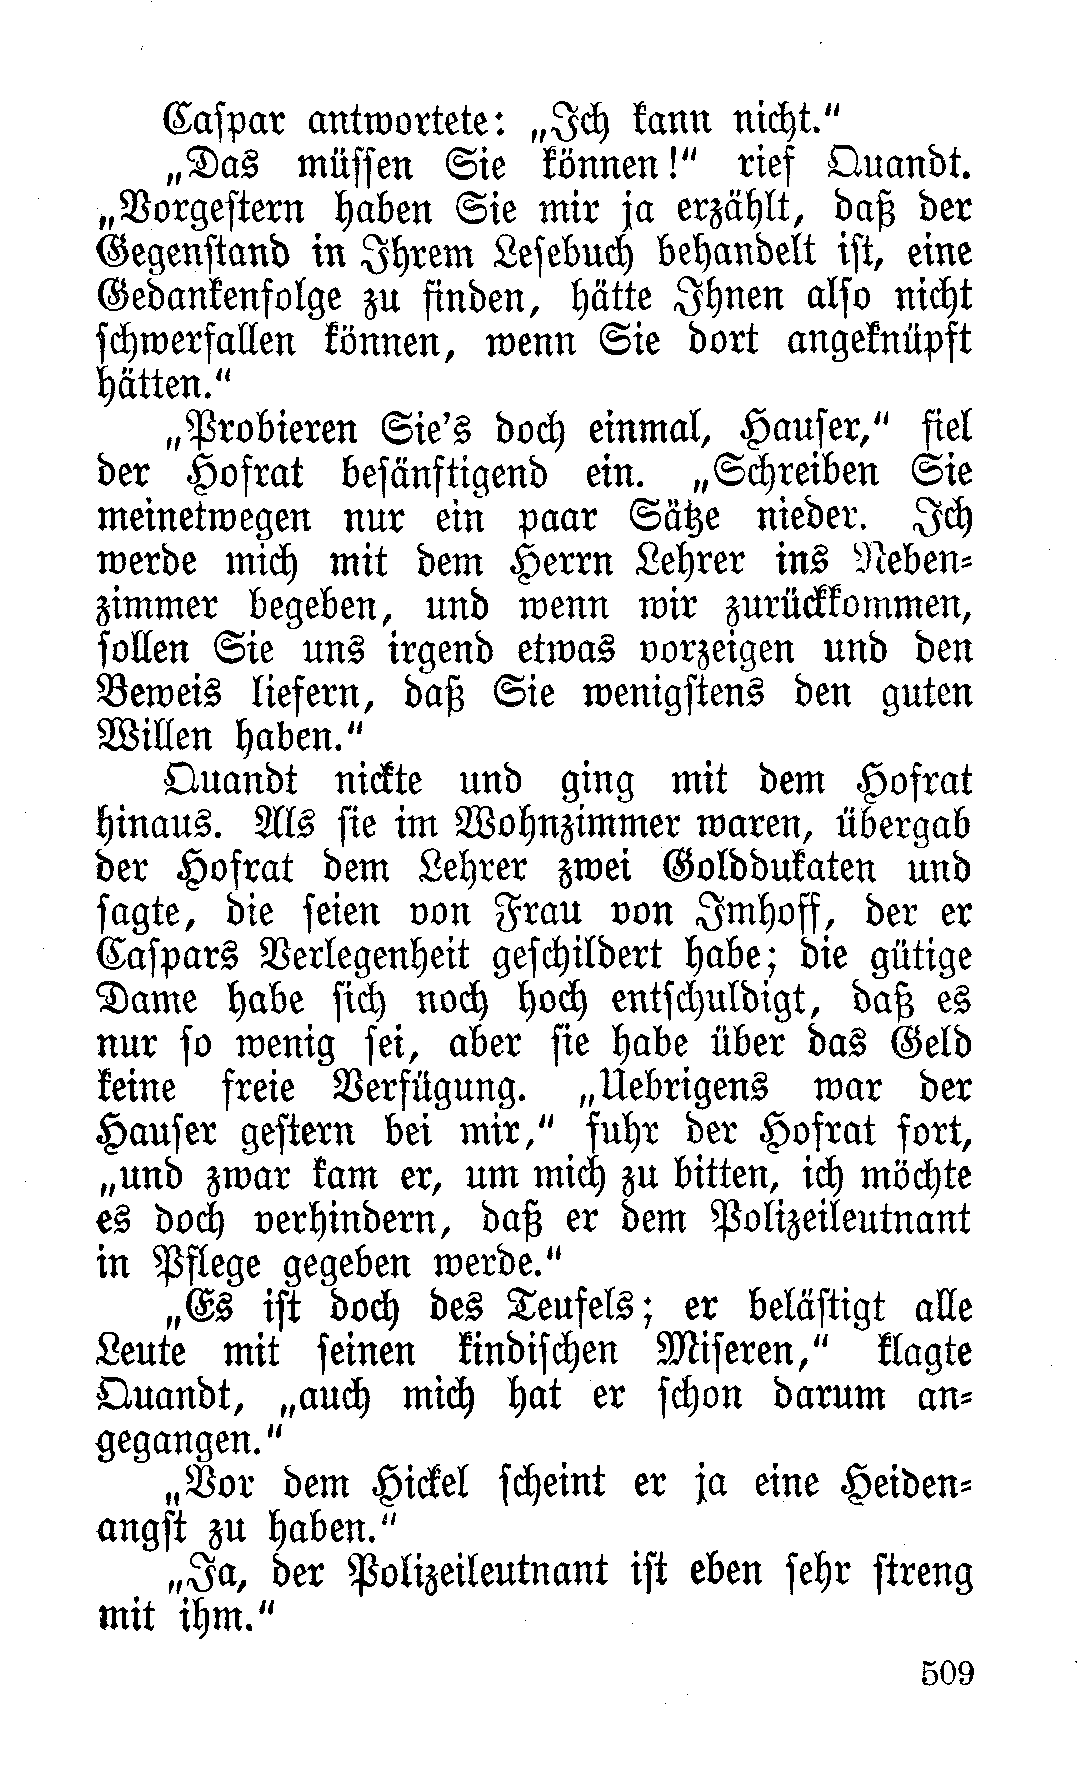 Caspar antwortete: „Ich kann nicht.“
„Das müssen Sie können!“ rief Quandt.
„Vorgestern haben Sie mir ja erzählt, daß der
Gegenstand in Ihrem Lesebuch behandelt ist, eine
Gedankenfolge zu finden, hätte Ihnen also nicht
schwerfallen können, wenn Sie dort angeknüpft
hätten.“
„Probieren Sie's doch einmal, Hauser,“ fiel
der Hofrat besänftigend ein. „Schreiben Sie
meinetwegen nur ein paar Sätze nieder. Ich
werde mich mit dem Herrn Lehrer ins Neben-
zimmer begeben, und wenn wir zurückkommen,
sollen Sie uns irgend etwas vorzeigen und den
Beweis liefern, daß Sie wenigstens den guten
Willen haben.“
Quandt nickte und ging mit dem Hofrat
hinaus. Als sie im Wohnzimmer waren, übergab
der Hofrat dem Lehrer zwei Golddukaten und
sagte, die seien von Frau von Imhoff, der er
Caspars Verlegenheit geschildert habe; die gütige
Dame habe sich noch hoch entschuldigt, daß es
nur so wenig sei, aber sie habe über das Geld
keine freie Verfügung. „Uebrigens war der
Hauser gestern bei mir,“ fuhr der Hofrat fort,
„und zwar kam er, um mich zu bitten, ich möchte
es doch verhindern, daß er dem Polizeileutnant
in Pflege gegeben werde.“
„Es ist doch des Teufels; er belästigt alle
Leute mit seinen kindischen Miseren,“ klagte
Quandt, „auch mich hat er schon darum an-
gegangen.“
„Vor dem Hickel scheint er ja eine Heiden-
angst zu haben.“
„Ja, der Polizeileutnant ist eben sehr streng
mit ihm.“
509